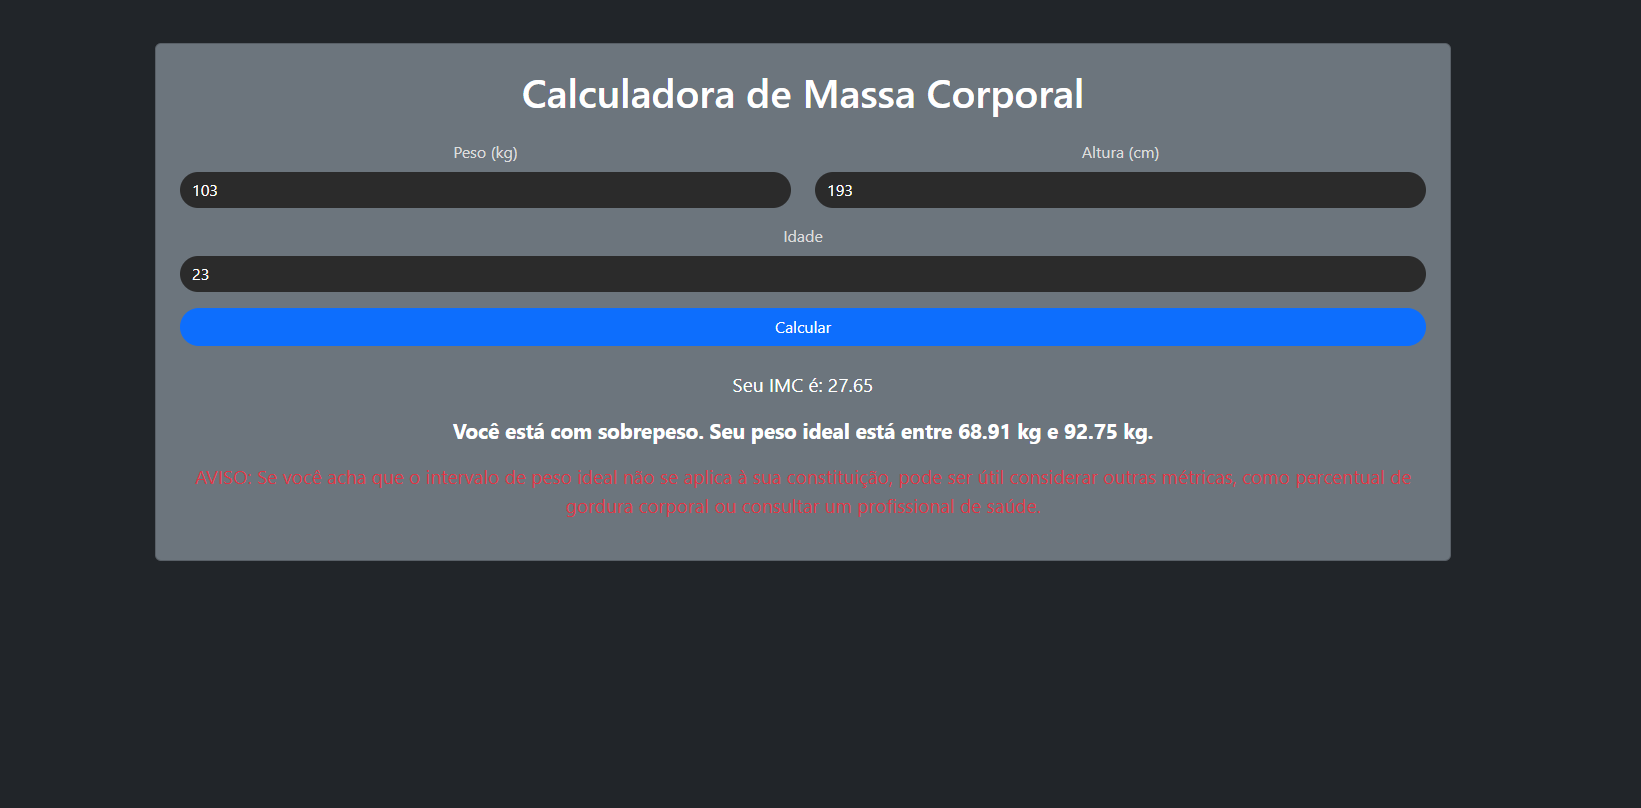 Calculadora de Massa Corporal
Peso (kg)
Altura (cm)
103
193
Idade
23
Calcular
Seu IMC é: 27.65
Você está com sobrepeso. Seu peso ideal está entre 68.91 kg e 92.75 kg.
AVISO: Se você acha que o intervalo de peso ideal não se aplica à sua constituição, pode ser útil considerar outras métricas, como percentual de
gordura corporal ou consultar um profissional de saúde.